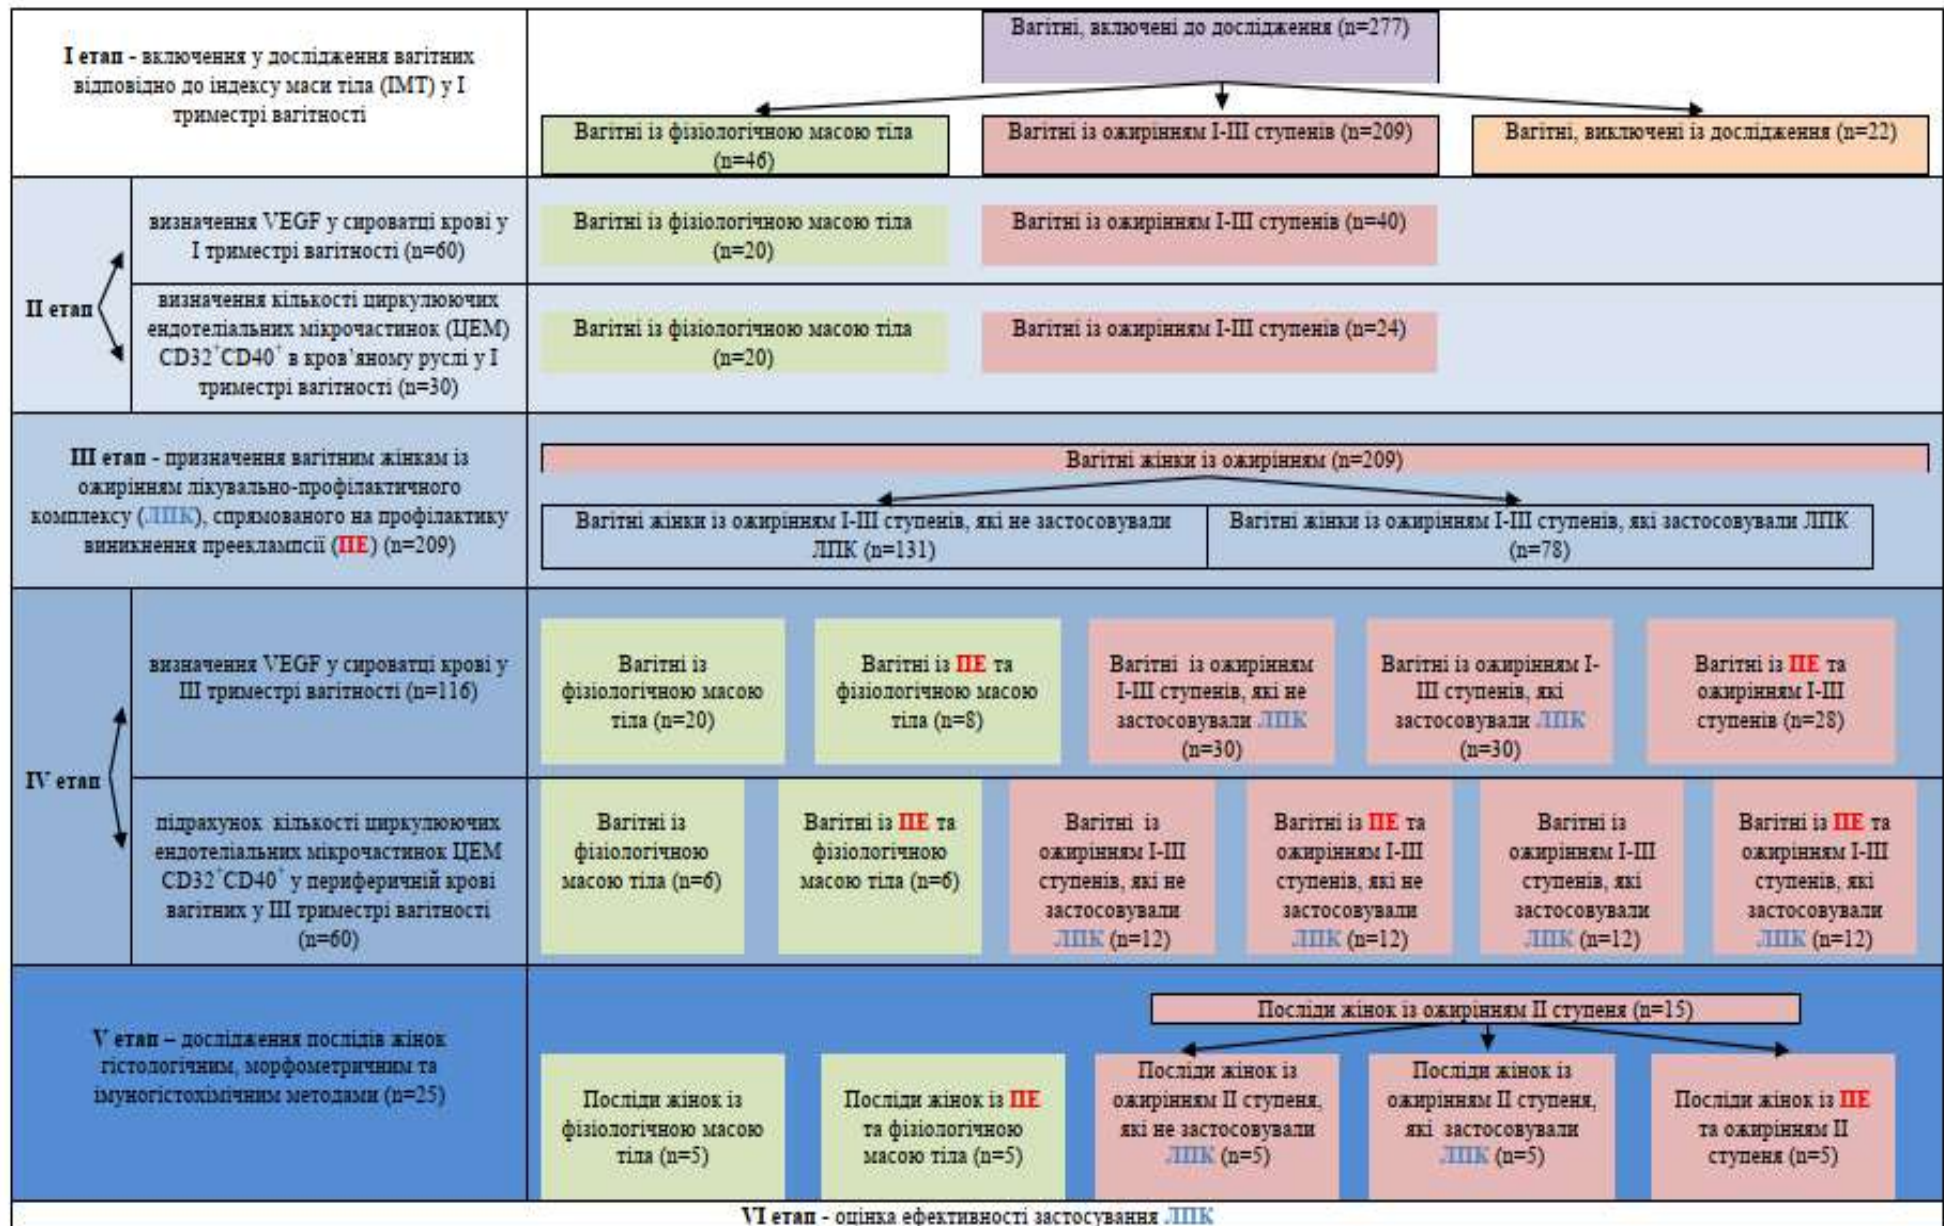 I етап - включення у дослідження вагітних
відповідно до індексу маси тіла (ІМТ) у І
триместрі вагітності
Вагітні, включені до дослідження (n=277)
Вагітні із фізіологічною масою тіла
(n=46)
Вагітні із ожирінням І-ІІІ ступенів (n=209)
Вагітні, виключені із дослідження (n=22)
ІІ етап
визначення VEGF у сироватці крові у
І триместрі вагітності (n=60)
Вагітні із фізіологічною масою тіла
(n=20)
Вагітні із ожирінням І-ІІІ ступенів (n=40)
визначення кількості циркулюючих
ендотеліальних мікрочастинок (ЦЕМ)
CD32⁺CD40⁺ в кров’яному руслі у І
триместрі вагітності (n=30)
Вагітні із фізіологічною масою тіла
(n=20)
Вагітні із ожирінням І-ІІІ ступенів (n=24)
ІІІ етап - призначення вагітним жінкам із
ожирінням лікувально-профілактичного
комплексу (ЛПК), спрямованого на профілактику
виникнення прееклампсії (ПЕ) (n=209)
Вагітні жінки із ожирінням (n=209)
Вагітні жінки із ожирінням І-ІІІ ступенів, які не застосовували
ЛПК (n=131)
Вагітні жінки із ожирінням І-ІІІ ступенів, які застосовували ЛПК
(n=78)
IV етап
визначення VEGF у сироватці крові у
ІІІ триместрі вагітності (n=116)
Вагітні із
фізіологічною масою
тіла (n=20)
Вагітні із ПЕ та
фізіологічною масою
тіла (n=8)
Вагітні із ожирінням
І-ІІІ ступенів, які не
застосовували ЛПК
(n=30)
Вагітні із ожирінням І-
ІІІ ступенів, які
застосовували ЛПК
(n=30)
Вагітні із ПЕ та
ожирінням І-ІІІ
ступенів (n=28)
підрахунок кількості циркулюючих
ендотеліальних мікрочастинок ЦЕМ
CD32⁺CD40⁺ у периферичній крові
вагітних у ІІІ триместрі вагітності
(n=60)
Вагітні із
фізіологічною
масою тіла (n=6)
Вагітні із ПЕ та
фізіологічною
масою тіла (n=6)
Вагітні із
ожирінням І-ІІІ
ступенів, які не
застосовували
ЛПК (n=12)
Вагітні із ПЕ та
ожирінням І-ІІІ
ступенів, які не
застосовували
ЛПК (n=12)
Вагітні із
ожирінням І-ІІІ
ступенів, які
застосовували
ЛПК (n=12)
Вагітні із ПЕ та
ожирінням І-ІІІ
ступенів, які
застосовували
ЛПК (n=12)
V етап – дослідження послідів жінок
гістологічним, морфометричним та
імуногістохімічним методами (n=25)
Посліди жінок із ожирінням ІІ ступеня (n=15)
Посліди жінок із
фізіологічною масою
тіла (n=5)
Посліди жінок із ПЕ
та фізіологічною
масою тіла (n=5)
Посліди жінок із
ожирінням ІІ ступеня,
які не застосовували
ЛПК (n=5)
Посліди жінок із
ожирінням ІІ ступеня,
які застосовували
ЛПК (n=5)
Посліди жінок із ПЕ
та ожирінням ІІ
ступеня (n=5)
VI етап - оцінка ефективності застосування ЛПК